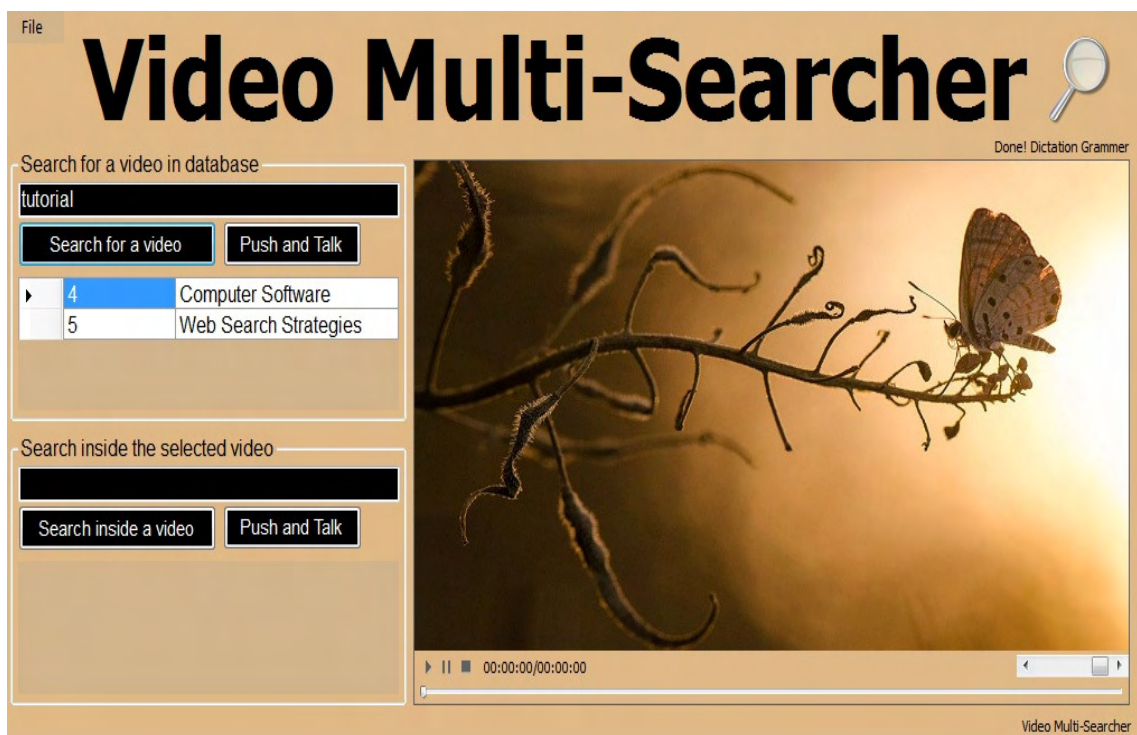 File
Video Multi-Searcher
Done! Dictation Grammer
Search for a video in database
tutorial
Search for a video Push and Talk
4 Computer Software
5 Web Search Strategies
Search inside the selected video
Search inside a video Push and Talk
00:00:00/00:00:00
Video Multi-Searcher